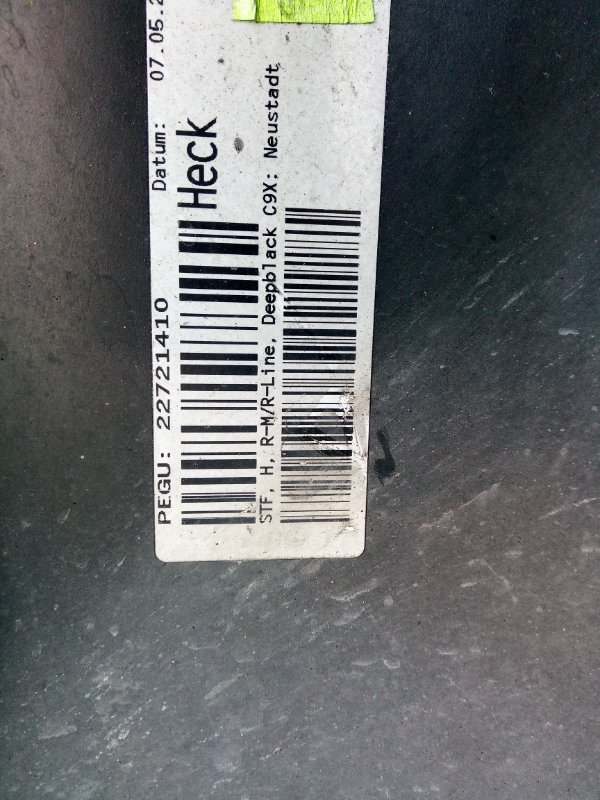 Datum: 07.05.2
PEGU: 22721410
Heck
STF, H, R-M/R-Line, Deepblack C9X: Neustadt